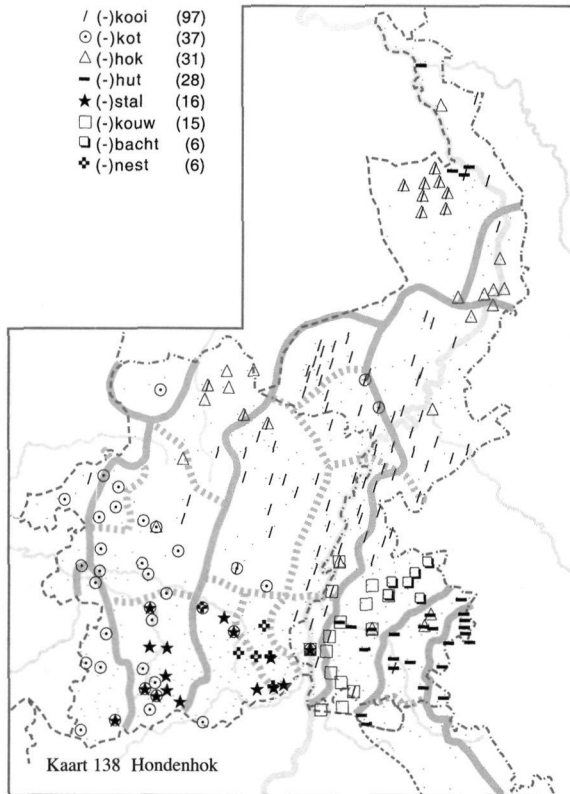 (-)kooi (97)
(-)kot (37)
(-)hok (31)
(-)hut (28)
(-)stal (16)
(-)kouw (15)
(-)bacht (6)
(-)nest (6)
Kaart 138 Hondenhok